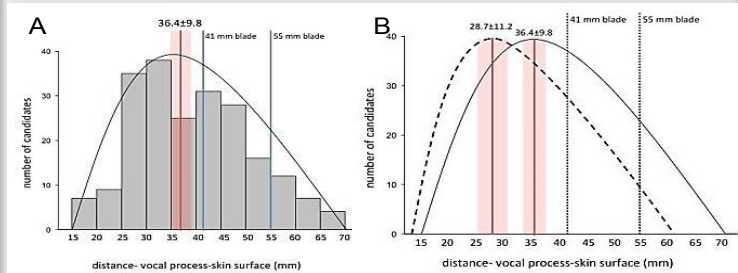 A
36.4±9.8
41 mm blade
55 mm blade
number of candidates
40
30
20
10
0
15 20 25 30 35 40 45 50 55 60 65 70
distance- vocal process-skin surface (mm)
B
28.7±11.2
36.4±9.8
41 mm blade
55 mm blade
number of candidates
40
30
20
10
0
15 20 25 30 35 40 45 50 55 60 65 70
distance- vocal process-skin surface (mm)